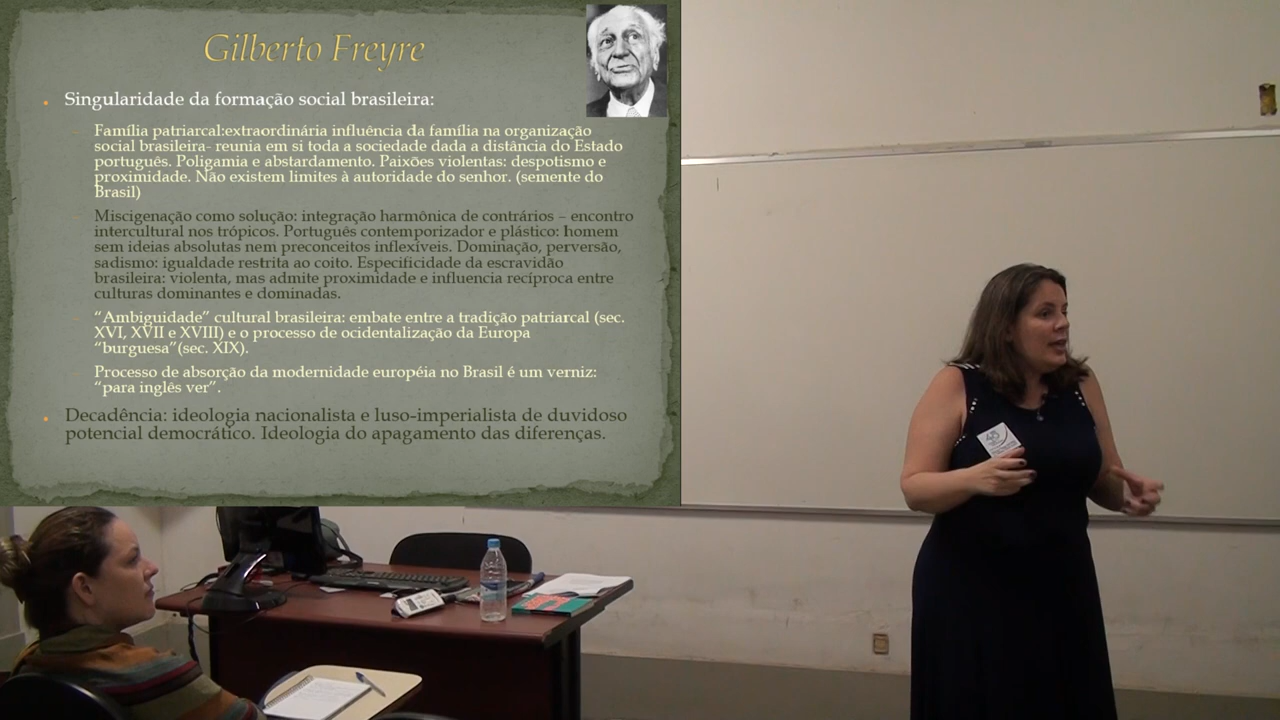 Gilberto Freyre
Singularidade da formação social brasileira:
Família patriarcal:extraordinária influência da família na organização
social brasileira- reunia em si toda a sociedade dada a distância do Estado
português. Poligamia e abstardamento. Paixões violentas: despotismo e
proximidade. Não existem limites à autoridade do senhor. (semente do
Brasil)
Miscigenação como solução: integração harmônica de contrários – encontro
intercultural nos trópicos. Português contemporizador e plástico: homem
sem ideias absolutas nem preconceitos inflexíveis. Dominação, perversão,
sadismo: igualdade restrita ao coito. Especificidade da escravidão
brasileira: violenta, mas admite proximidade e influencia recíproca entre
culturas dominantes e dominadas.
“Ambiguidade” cultural brasileira: embate entre a tradição patriarcal (sec.
XVI, XVII e XVIII) e o processo de ocidentalização da Europa
“burguesa”(sec. XIX).
Processo de absorção da modernidade européia no Brasil é um verniz:
“para inglês ver”.
Decadência: ideologia nacionalista e luso-imperialista de duvidoso
potencial democrático. Ideologia do apagamento das diferenças.